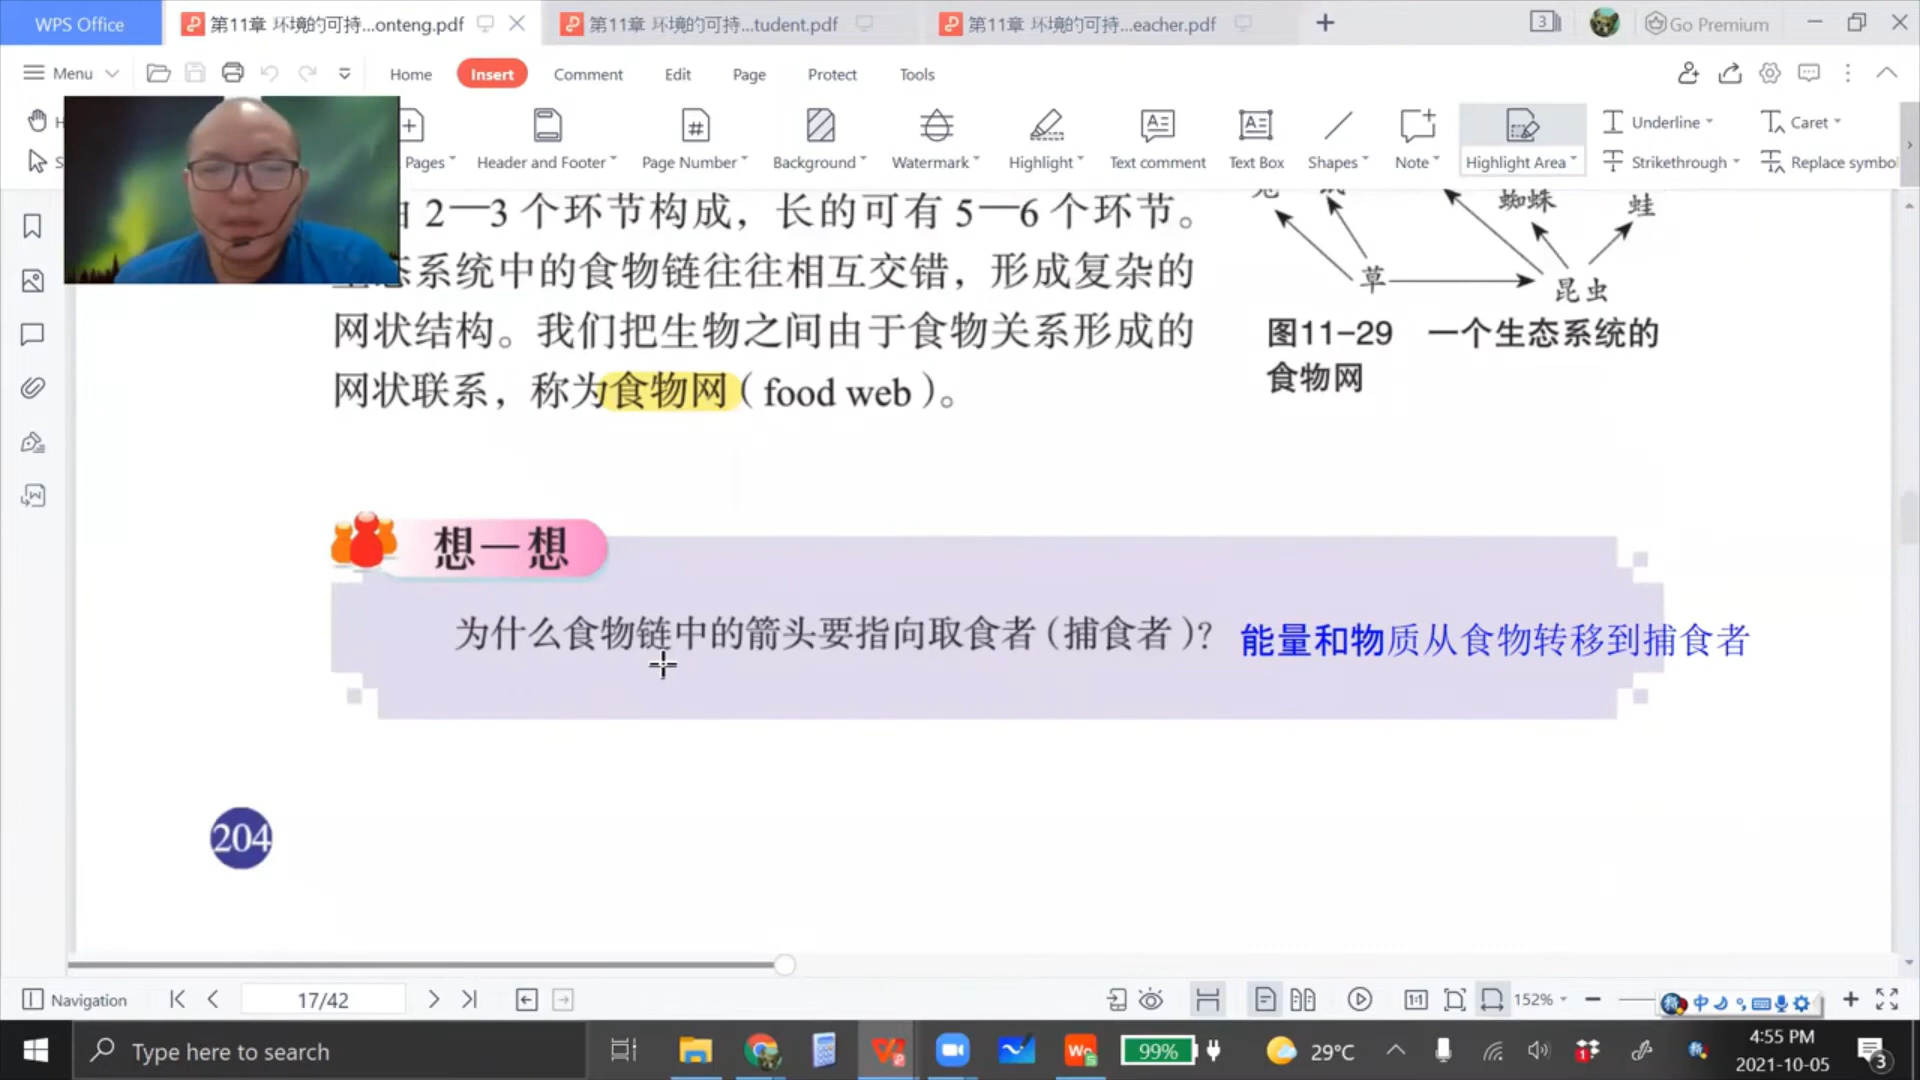 WPS Office
第11章 环境的可持...onteng.pdf
第11章 环境的可持...tudent.pdf
第11章 环境的可持...eacher.pdf
3
Go Premium
Menu
Home
Insert
Comment
Edit
Page
Protect
Tools
Pages
Header and Footer
Page Number
Background
Watermark
Highlight
Text comment
Text Box
Shapes
Note
Highlight Area
Underline
Caret
Strikethrough
Replace symbo
2—3 个环节构成，长的可有 5—6 个环节。
态系统中的食物链往往相互交错，形成复杂的
网状结构。我们把生物之间由于食物关系形成的
网状联系，称为食物网（food web）。
蜘蛛
蛙
草
昆虫
图11-29 一个生态系统的
食物网
想一想
为什么食物链中的箭头要指向取食者（捕食者）？
能量和物质从食物转移到捕食者
204
Navigation
17/42
1:1
152%
中
Type here to search
99%
29°C
4:55 PM
2021-10-05
3